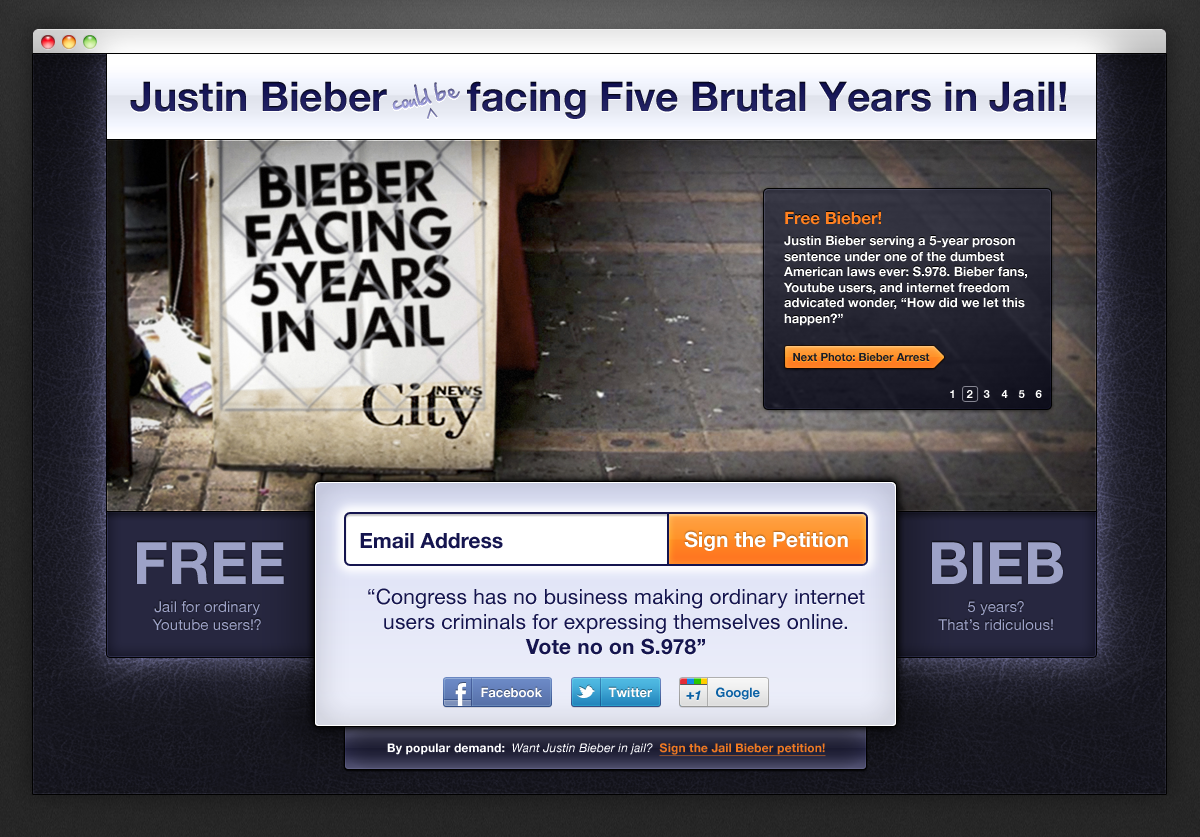 Justin Bieber could be facing Five Brutal Years in Jail!
BIEBER
FACING
5 YEARS
IN JAIL
City NEWS
Free Bieber!
Justin Bieber serving a 5-year proson
sentence under one of the dumbest
American laws ever: S.978. Bieber fans,
Youtube users, and internet freedom
advicated wonder, “How did we let this
happen?”
Next Photo: Bieber Arrest
1 2 3 4 5 6
Email Address
Sign the Petition
FREE
Jail for ordinary
Youtube users!?
“Congress has no business making ordinary internet
users criminals for expressing themselves online.
Vote no on S.978”
BIEB
5 years?
That’s ridiculous!
f Facebook
Twitter
+1 Google
By popular demand: Want Justin Bieber in jail? Sign the Jail Bieber petition!